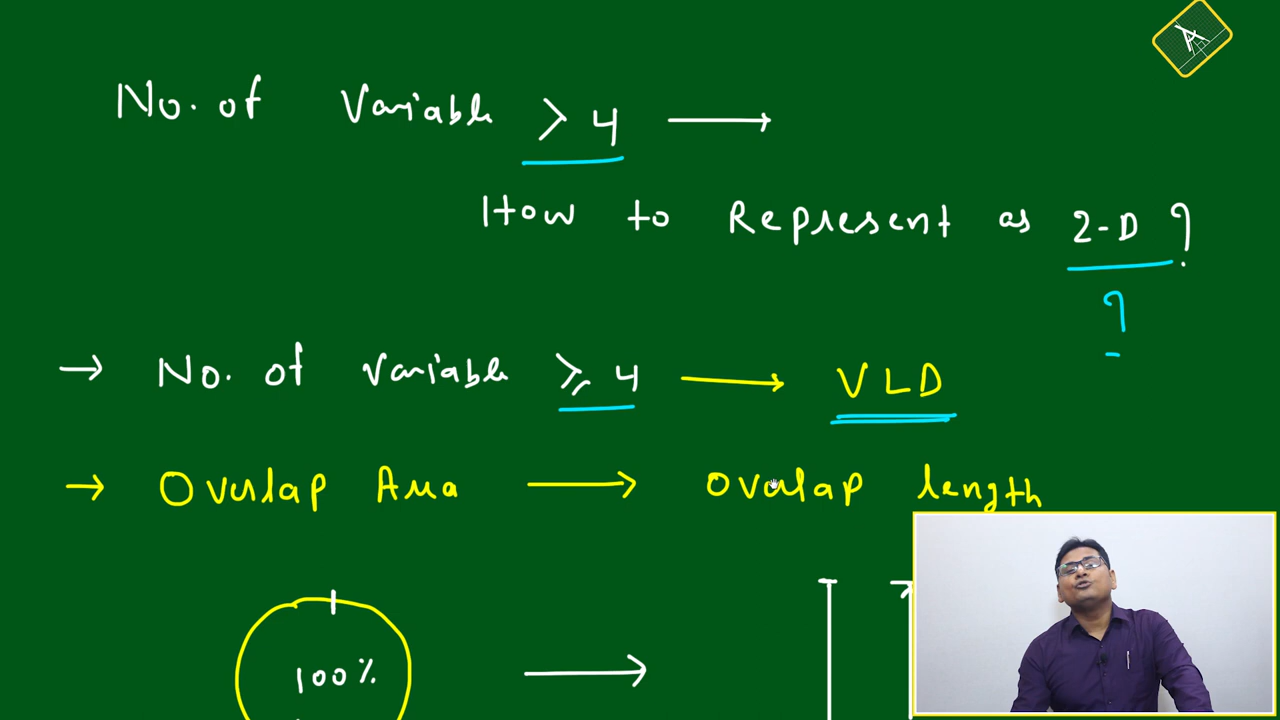 A
No. of Variable > 4 →
How to Represent as 2-D ?
?
→ No. of variable ≥ 4 → VLD
→ Overlap Area → Overlap length
100% →